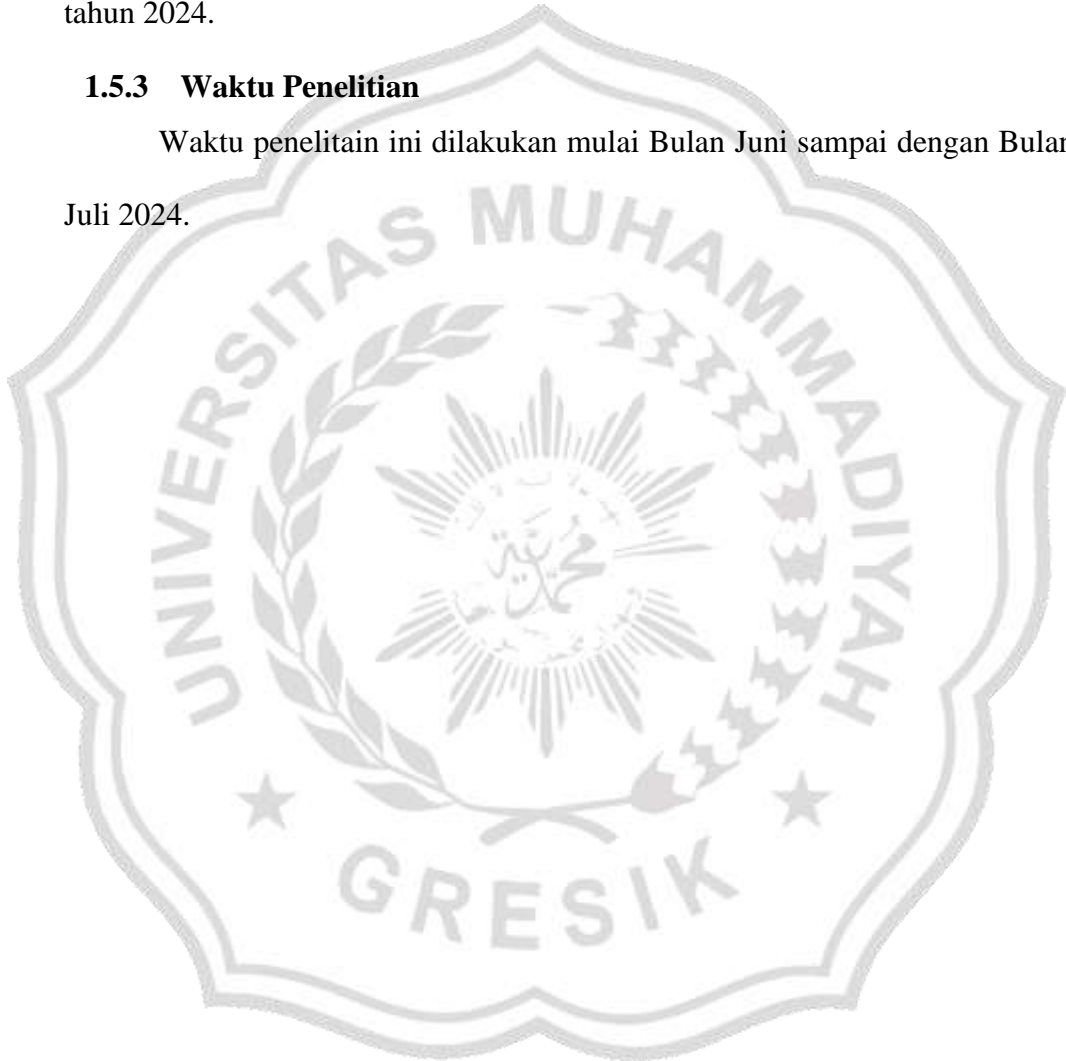 tahun 2024.
1.5.3 Waktu Penelitian
Waktu penelitain ini dilakukan mulai Bulan Juni sampai dengan Bulan
Juli 2024.
UNIVERSITAS MUHAMMADIYAH
GRESIK